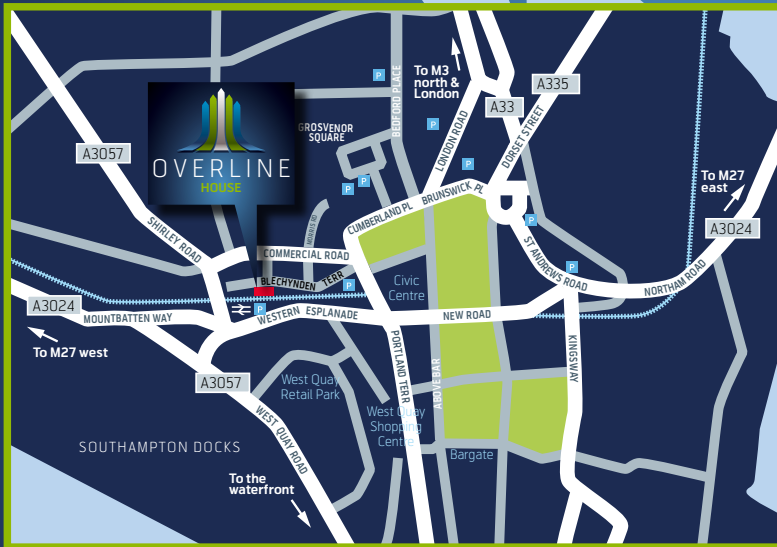 To M3
north &
London
A335
A33
BEDFORD PLACE
LONDON ROAD
DORSET STREET
GROSVENOR
SQUARE
A3057
OVERLINE
HOUSE
To M27
east
A3024
SHIRLEY ROAD
MORRIS RD
CUMBERLAND PL
BRUNSWICK PL
ST ANDREWS ROAD
NORTHAM ROAD
COMMERCIAL ROAD
BLECHYNDEN TERR
Civic
Centre
A3024
MOUNTBATTEN WAY
WESTERN ESPLANADE
NEW ROAD
To M27 west
A3057
PORTLAND TERR
ABOVE BAR
KINGSWAY
West Quay
Retail Park
West Quay
Shopping
Centre
WEST QUAY ROAD
Bargate
SOUTHAMPTON DOCKS
To the
waterfront
P
P
P
P
P
P
P
P
P